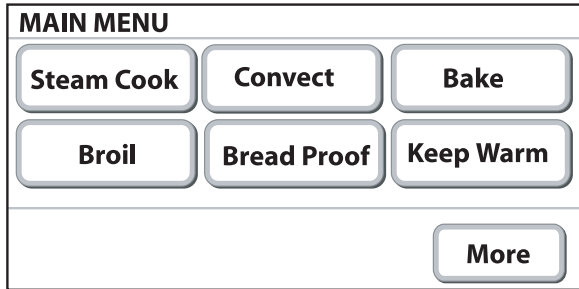 MAIN MENU
Steam Cook Convect Bake
Broil Bread Proof Keep Warm
More